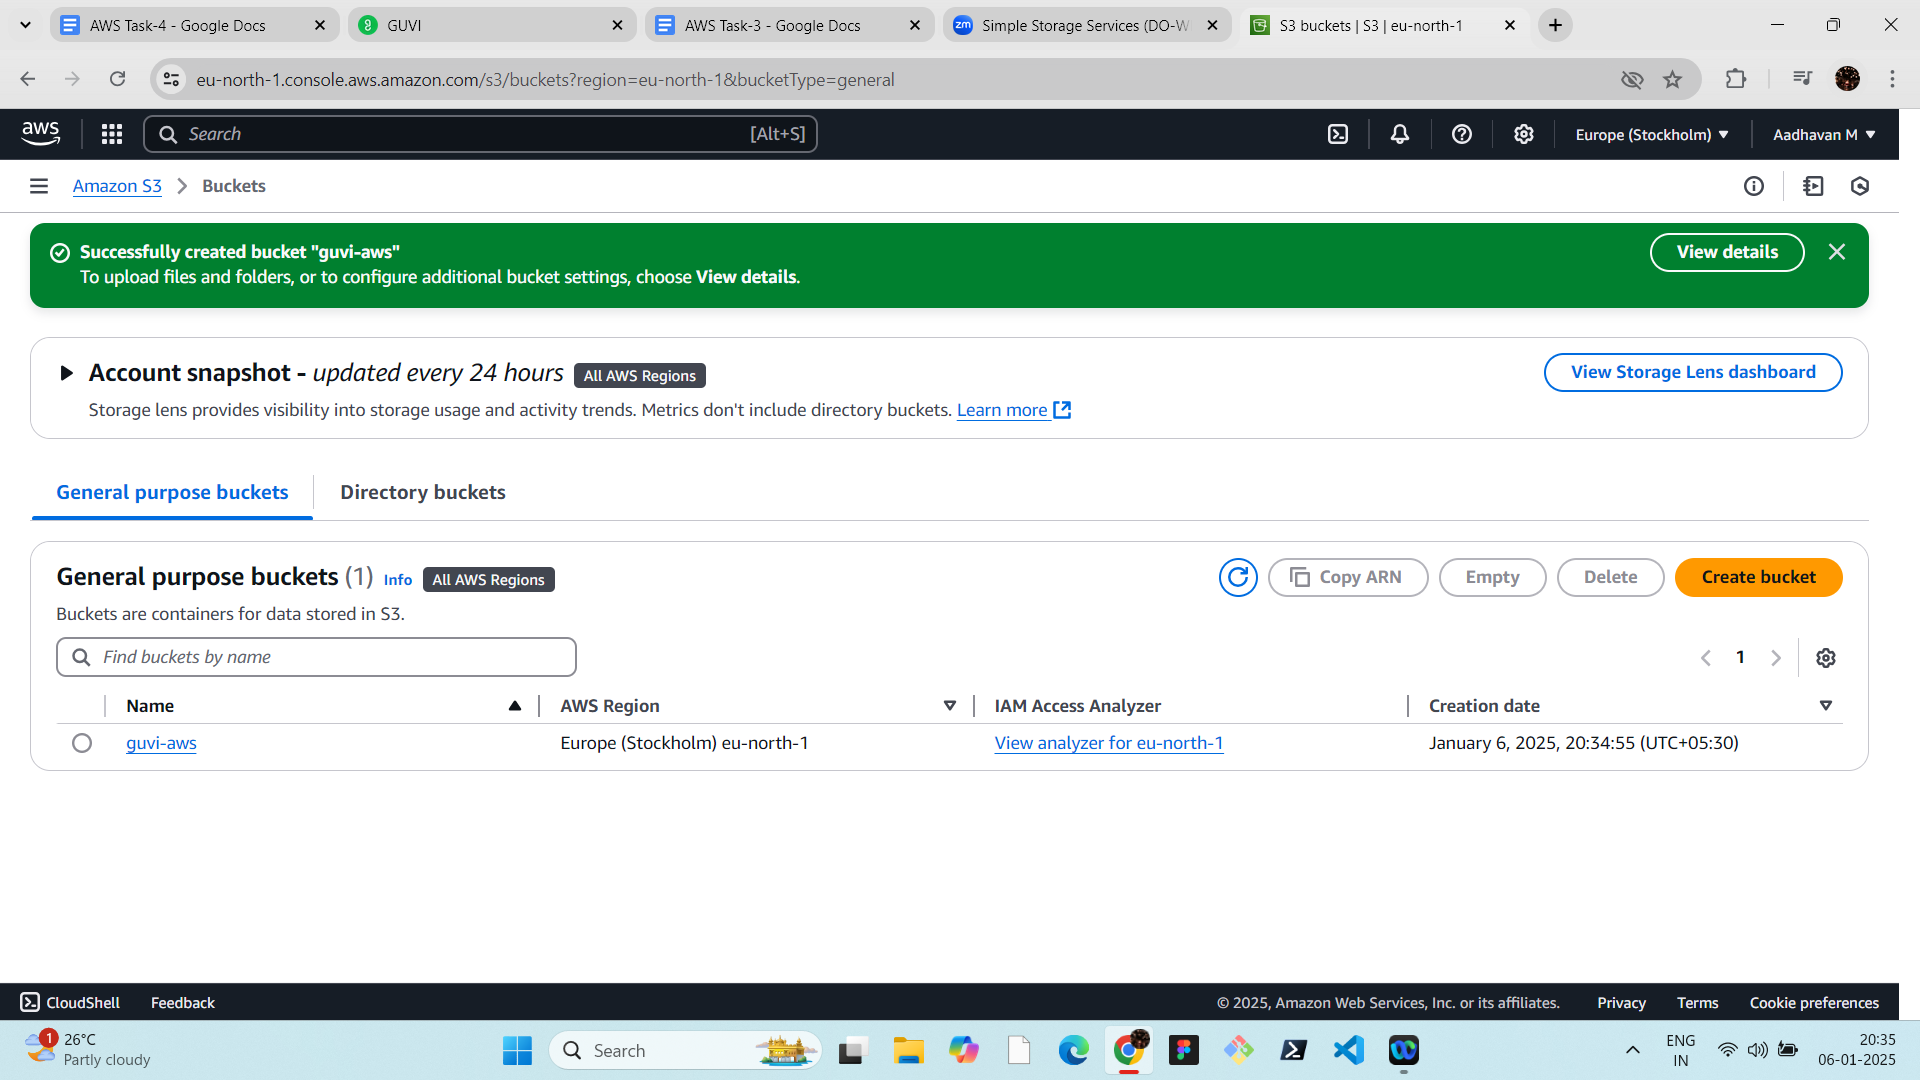 AWS Task-4 - Google Docs
GUVI
AWS Task-3 - Google Docs
zm
Simple Storage Services (DO-W
S3 buckets | S3 | eu-north-1
eu-north-1.console.aws.amazon.com/s3/buckets?region=eu-north-1&bucketType=general
aws
Search
[Alt+S]
Europe (Stockholm)
Aadhavan M
Amazon S3
Buckets
Successfully created bucket "guvi-aws"
To upload files and folders, or to configure additional bucket settings, choose View details.
View details
Account snapshot - updated every 24 hours
All AWS Regions
View Storage Lens dashboard
Storage lens provides visibility into storage usage and activity trends. Metrics don't include directory buckets. Learn more
General purpose buckets
Directory buckets
General purpose buckets (1)
Info
All AWS Regions
Copy ARN
Empty
Delete
Create bucket
Buckets are containers for data stored in S3.
Find buckets by name
1
Name
AWS Region
IAM Access Analyzer
Creation date
guvi-aws
Europe (Stockholm) eu-north-1
View analyzer for eu-north-1
January 6, 2025, 20:34:55 (UTC+05:30)
CloudShell
Feedback
© 2025, Amazon Web Services, Inc. or its affiliates.
Privacy
Terms
Cookie preferences
1
26°C
Partly cloudy
Search
ENG
IN
20:35
06-01-2025